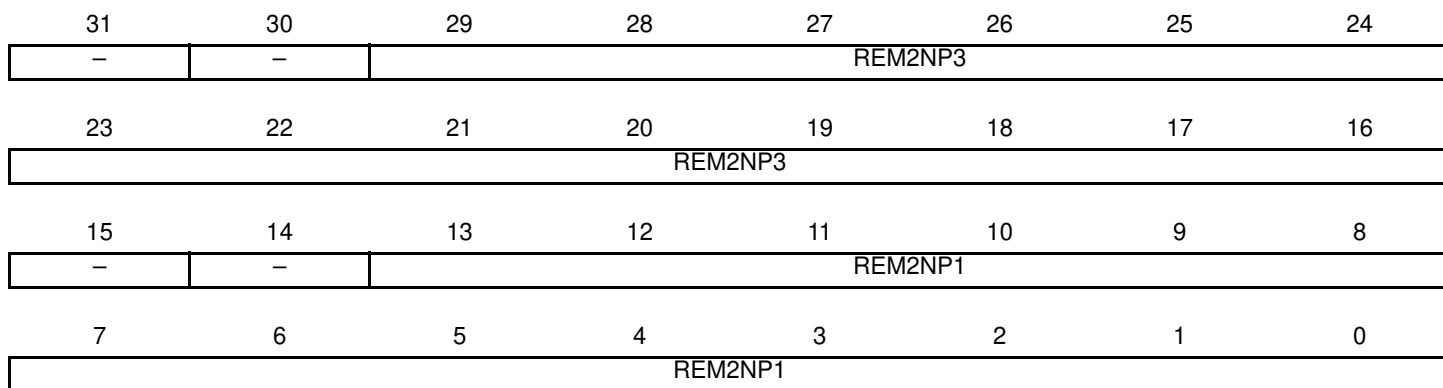 31 30 29 28 27 26 25 24
– – REM2NP3
23 22 21 20 19 18 17 16
REM2NP3
15 14 13 12 11 10 9 8
– – REM2NP1
7 6 5 4 3 2 1 0
REM2NP1